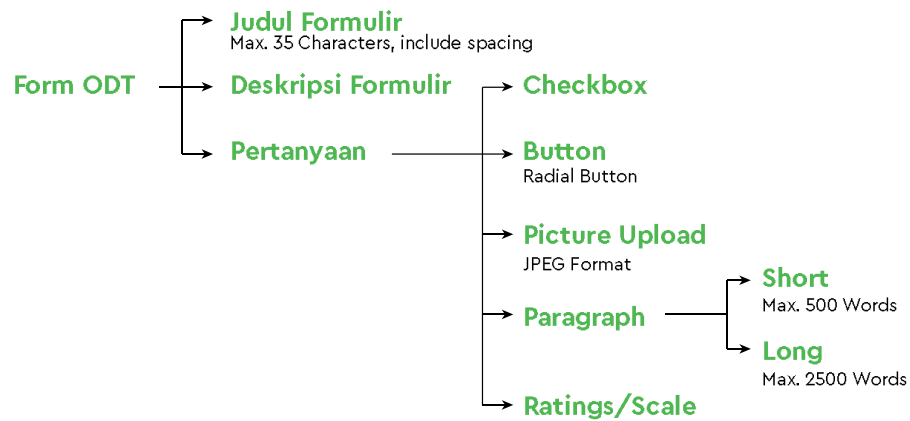 Form ODT
Judul Formulir
Max. 35 Characters, include spacing
Deskripsi Formulir
Pertanyaan
Checkbox
Button
Radial Button
Picture Upload
JPEG Format
Paragraph
Short
Max. 500 Words
Long
Max. 2500 Words
Ratings/Scale